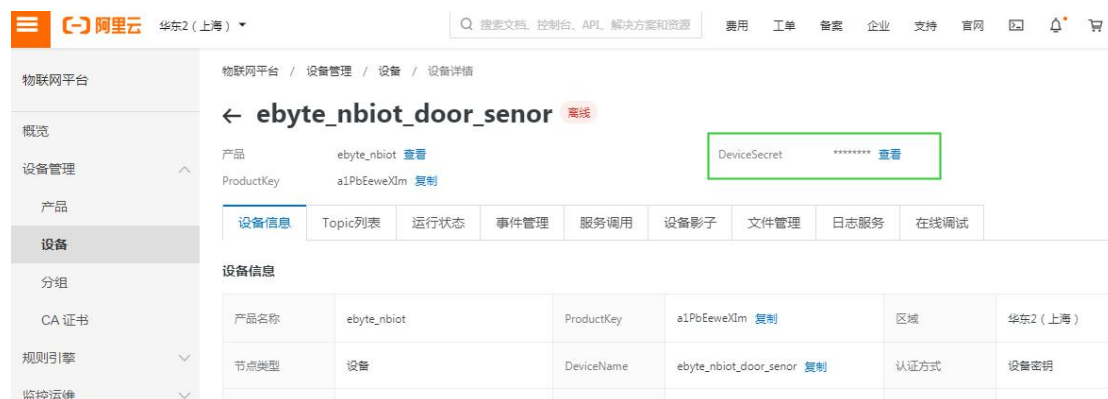 阿里云 华东2（上海） 搜索文档、控制台、API、解决方案和资源 费用 工单 备案 企业 支持 官网
物联网平台
概览
设备管理
产品
设备
分组
CA 证书
规则引擎
监控运维
物联网平台 / 设备管理 / 设备 / 设备详情
← ebyte_nbiot_door_senor 离线
产品 ebyte_nbiot 查看 DeviceSecret ******** 查看
ProductKey a1PbEeweXIm 复制
设备信息 Topic列表 运行状态 事件管理 服务调用 设备影子 文件管理 日志服务 在线调试
设备信息
产品名称 ebyte_nbiot ProductKey a1PbEeweXIm 复制 区域 华东2（上海）
节点类型 设备 DeviceName ebyte_nbiot_door_senor 复制 认证方式 设备密钥